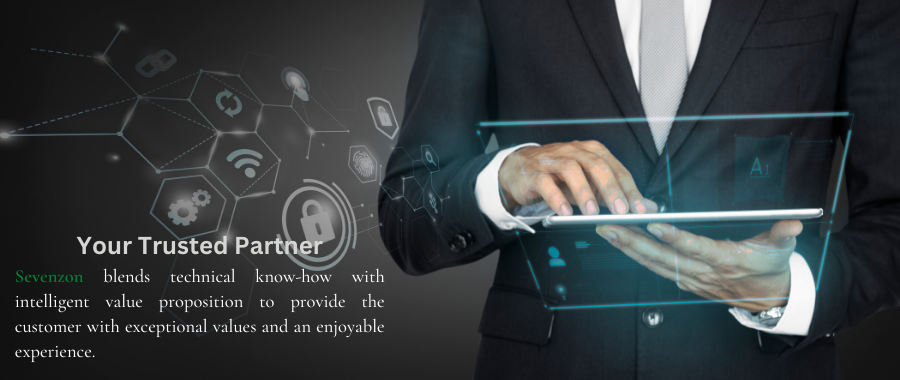 Your Trusted Partner
Sevenzon blends technical know-how with
intelligent value proposition to provide the
customer with exceptional values and an enjoyable
experience.
A1